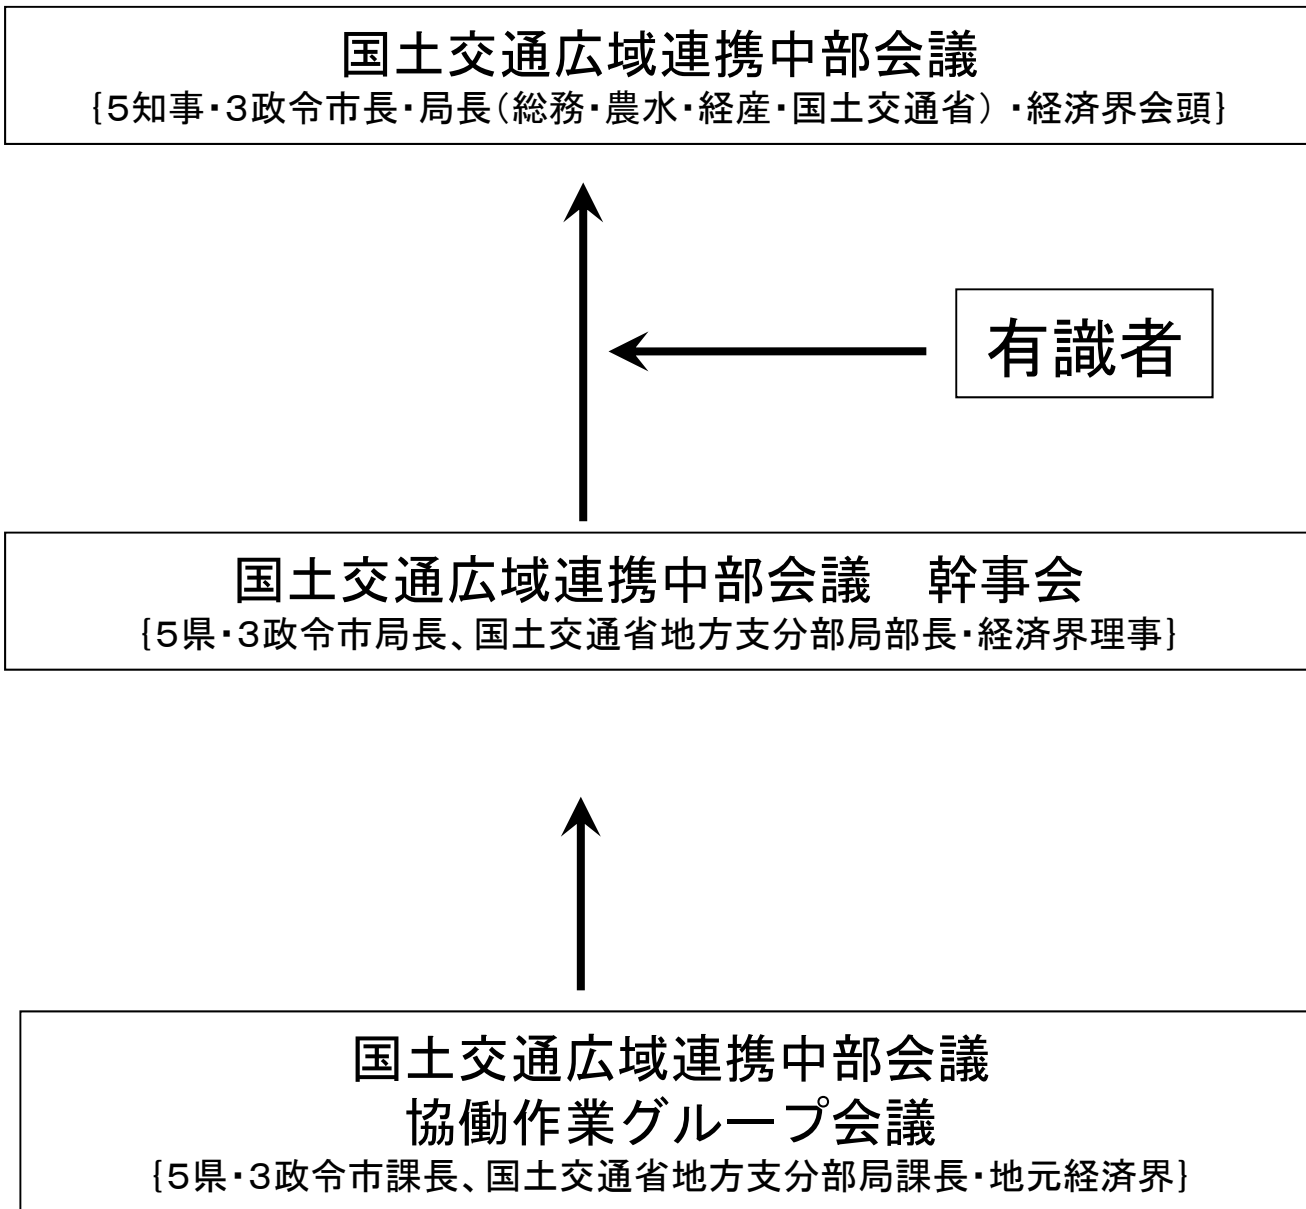 国土交通広域連携中部会議
{5知事・3政令市長・局長(総務・農水・経産・国土交通省)・経済界会頭}
有識者
国土交通広域連携中部会議　幹事会
{5県・3政令市局長、国土交通省地方支分部局部長・経済界理事}
国土交通広域連携中部会議
協働作業グループ会議
{5県・3政令市課長、国土交通省地方支分部局課長・地元経済界}